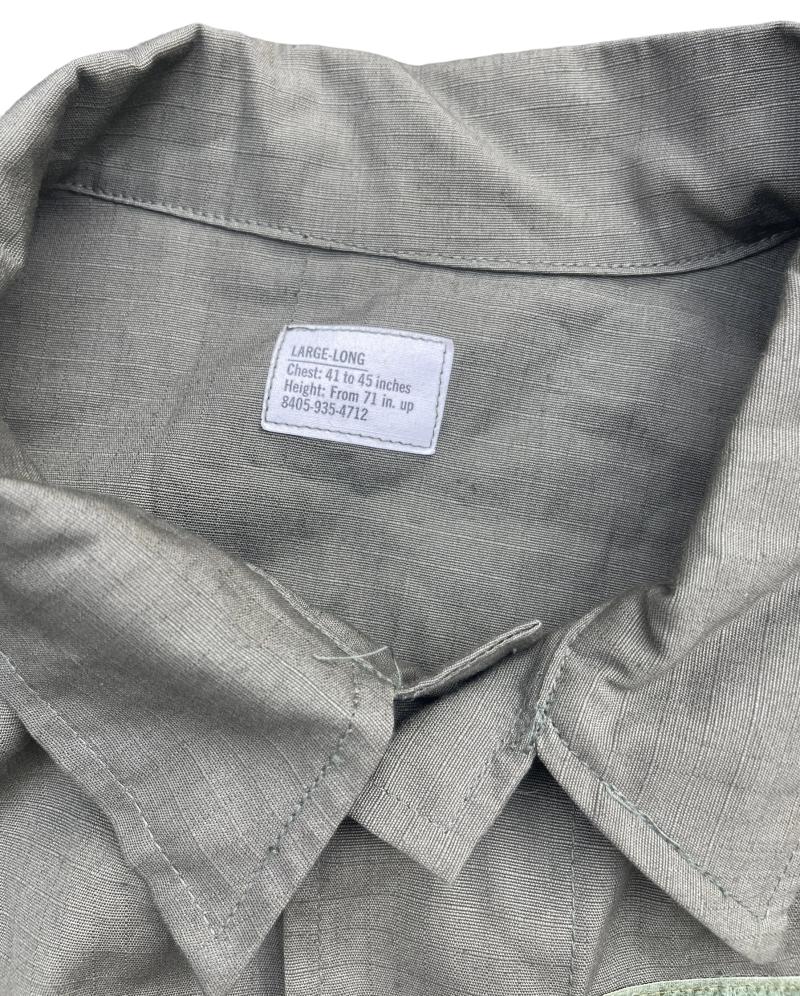 LARGE-LONG
Chest: 41 to 45 inches
Height: From 71 in. up
8405-935-4712